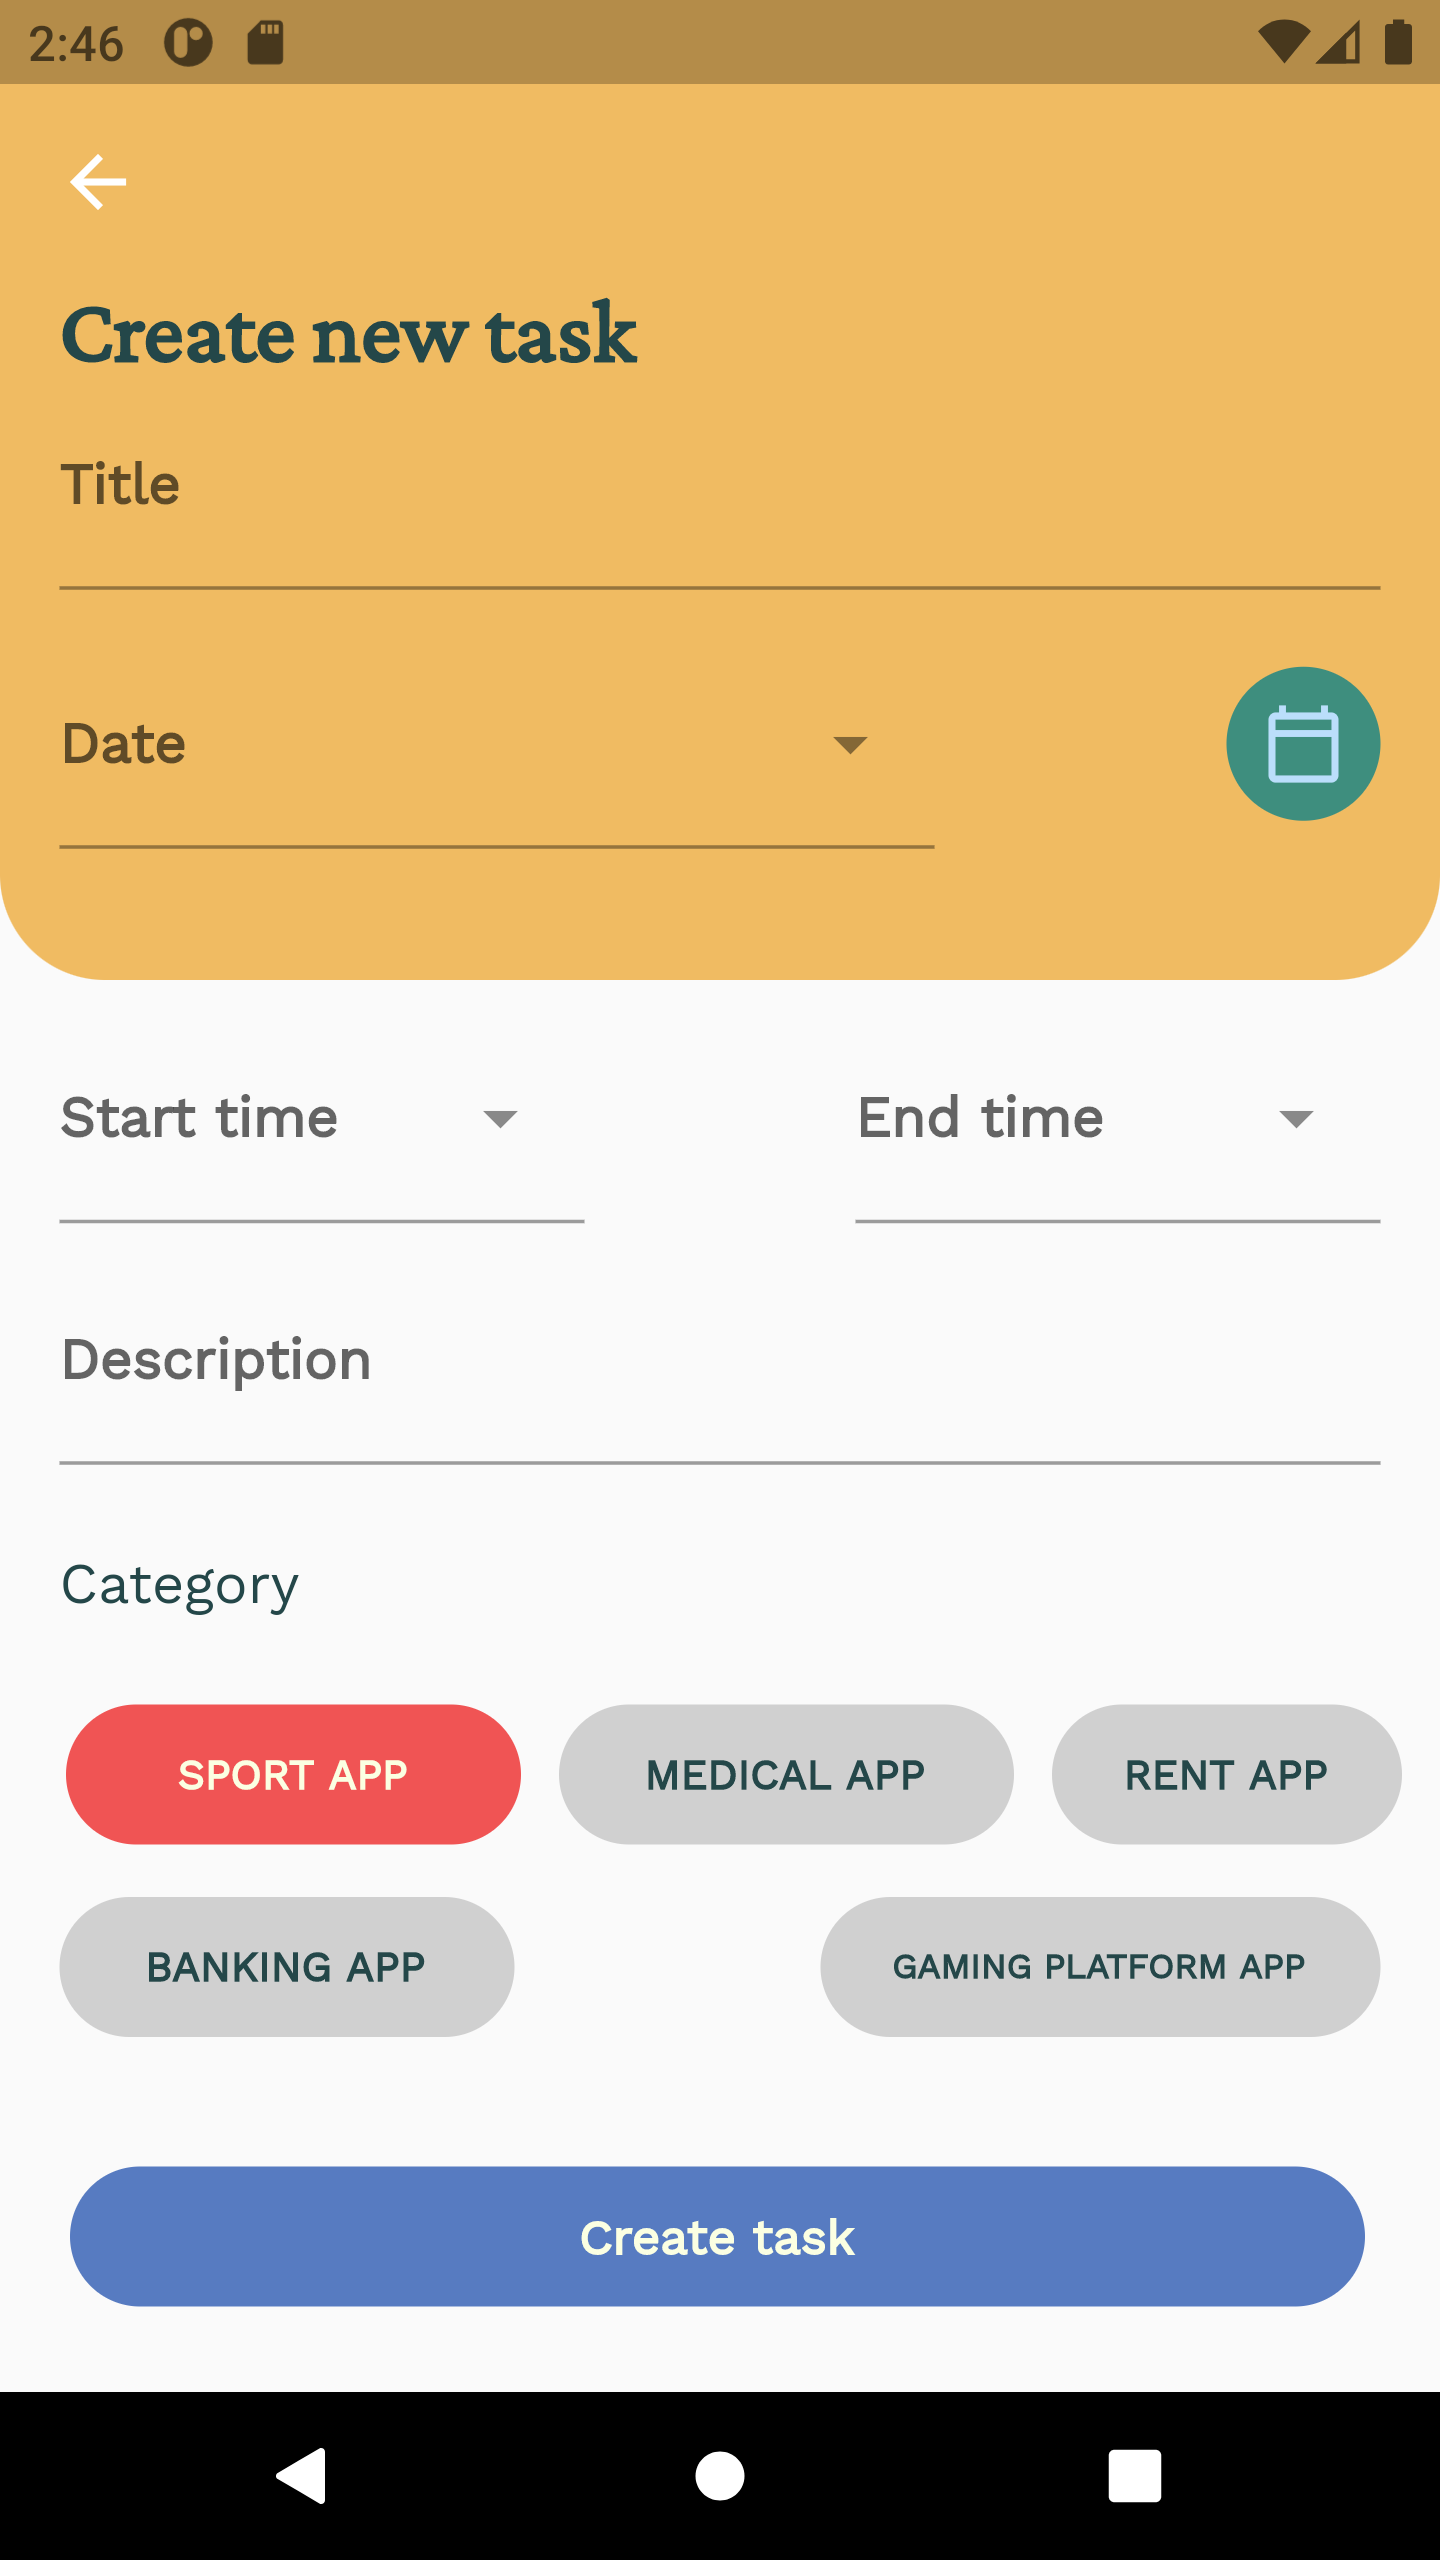 2:46
Create new task
Title
Date
Start time End time
Description
Category
SPORT APP MEDICAL APP RENT APP
BANKING APP GAMING PLATFORM APP
Create task